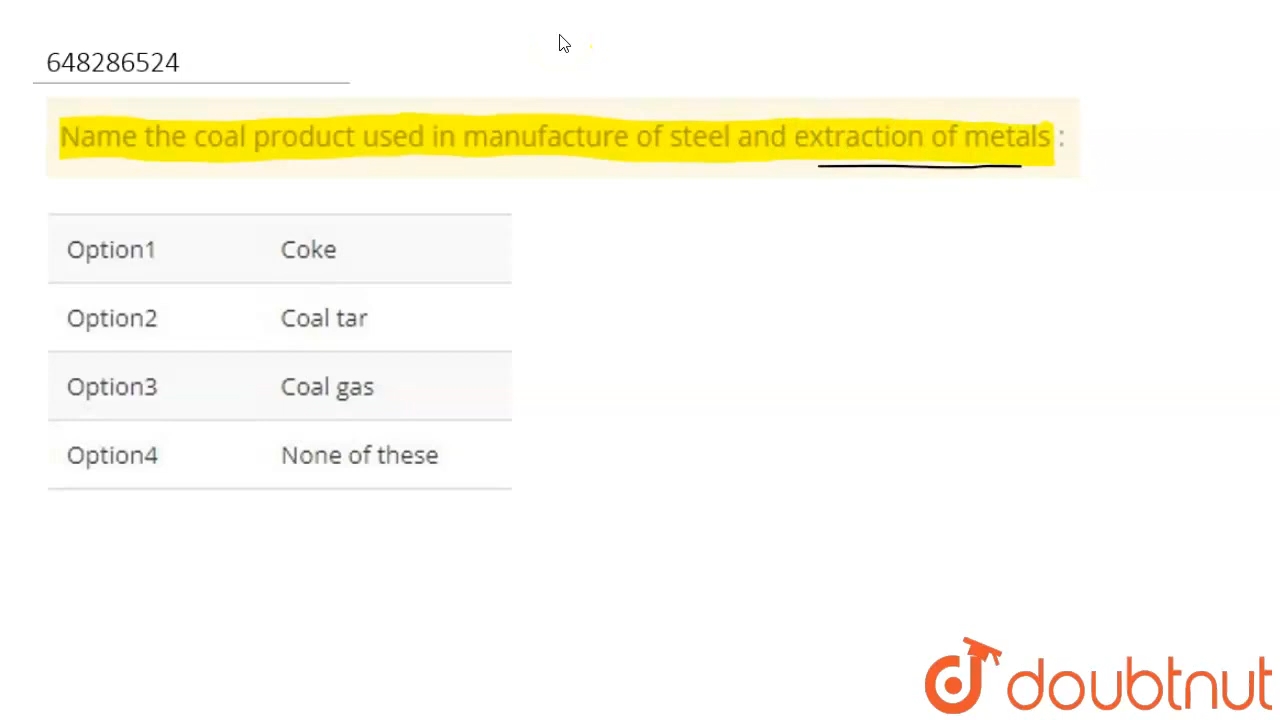 648286524
Name the coal product used in manufacture of steel and extraction of metals :
Option1 Coke
Option2 Coal tar
Option3 Coal gas
Option4 None of these
doubtnut